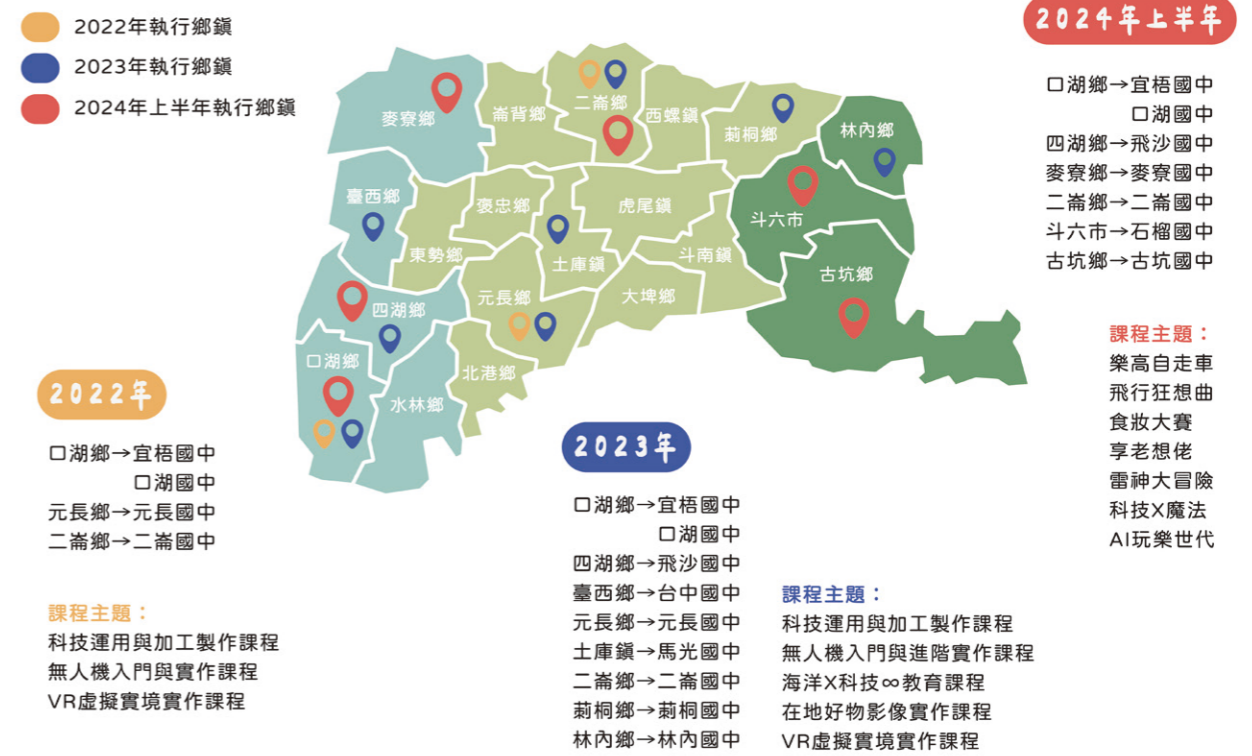 2022年執行鄉鎮
2023年執行鄉鎮
2024年上半年執行鄉鎮
麥寮鄉
崙背鄉
二崙鄉
西螺鎮
莿桐鄉
林內鄉
臺西鄉
東勢鄉
褒忠鄉
土庫鎮
虎尾鎮
斗南鎮
斗六市
古坑鄉
四湖鄉
元長鄉
大埤鄉
口湖鄉
水林鄉
北港鄉
2022年
口湖鄉→宜梧國中
口湖國中
元長鄉→元長國中
二崙鄉→二崙國中
課程主題：
科技運用與加工製作課程
無人機入門與實作課程
VR虛擬實境實作課程
2023年
口湖鄉→宜梧國中
口湖國中
四湖鄉→飛沙國中
臺西鄉→台中國中
元長鄉→元長國中
土庫鎮→馬光國中
二崙鄉→二崙國中
莿桐鄉→莿桐國中
林內鄉→林內國中
課程主題：
科技運用與加工製作課程
無人機入門與進階實作課程
海洋X科技∞教育課程
在地好物影像實作課程
VR虛擬實境實作課程
2024年上半年
口湖鄉→宜梧國中
口湖國中
四湖鄉→飛沙國中
麥寮鄉→麥寮國中
二崙鄉→二崙國中
斗六市→石榴國中
古坑鄉→古坑國中
課程主題：
樂高自走車
飛行狂想曲
食妝大賽
享老想佬
雷神大冒險
科技X魔法
AI玩樂世代